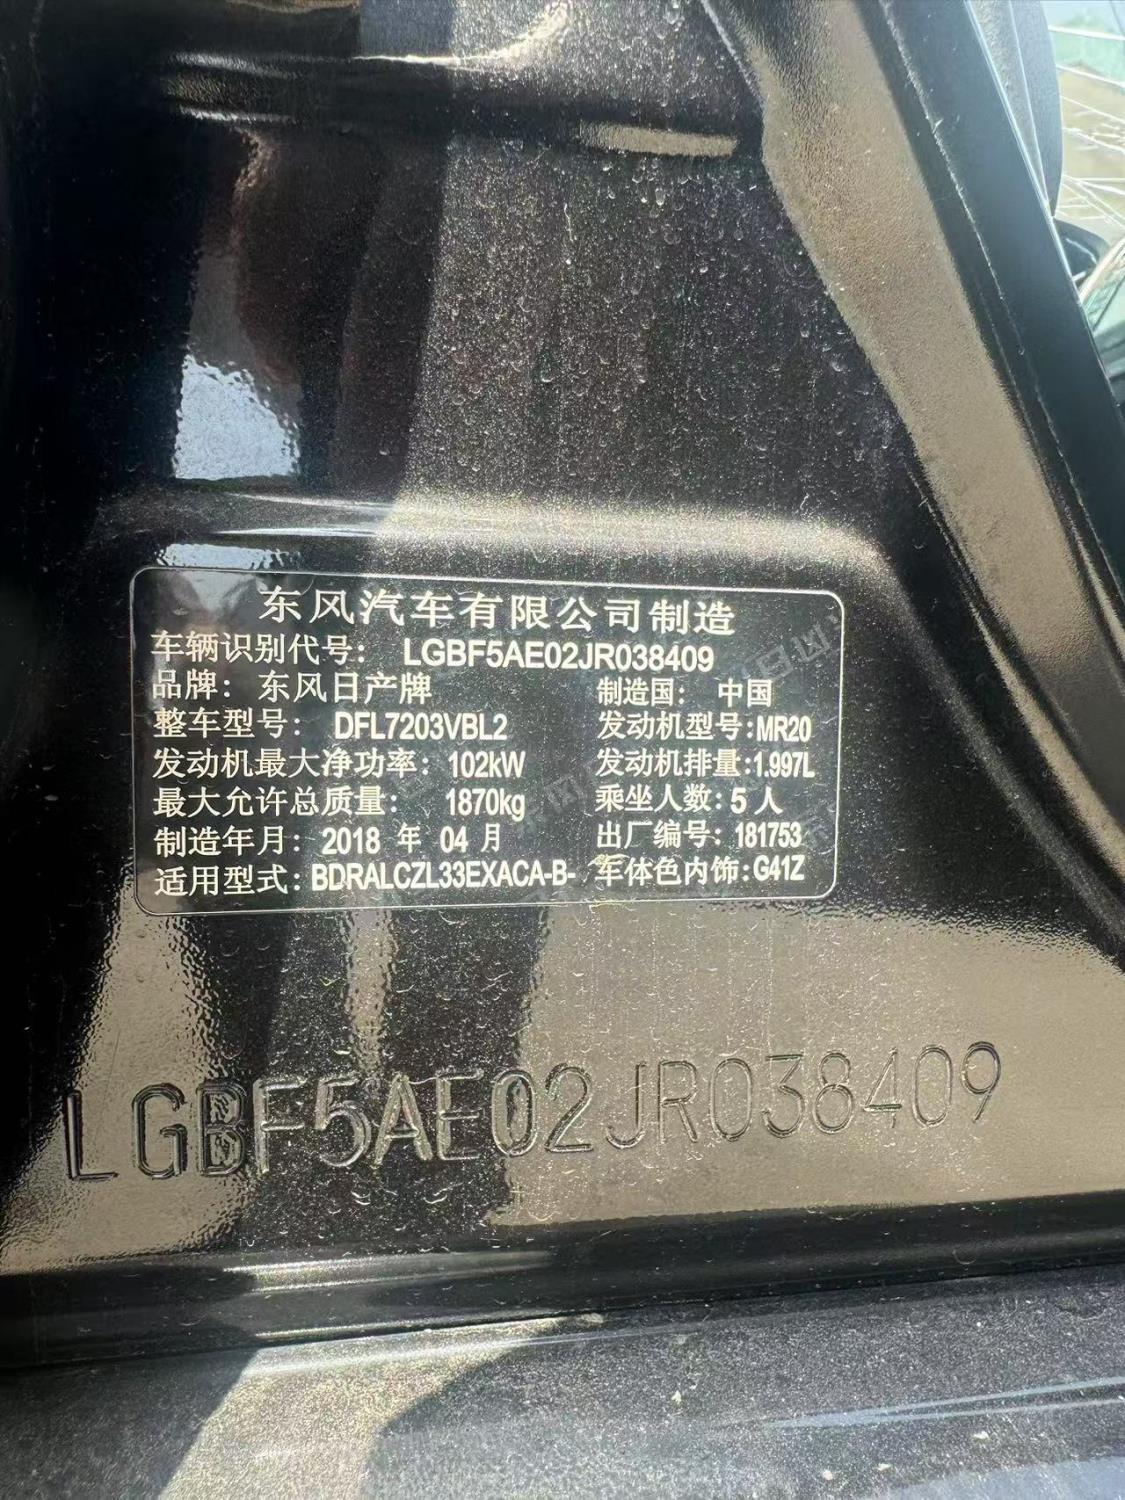 东风汽车有限公司制造
车辆识别代号: LGBF5AE02JR038409
品牌: 东风日产牌 制造国: 中国
整车型号: DFL7203VBL2 发动机型号:MR20
发动机最大净功率: 102kW 发动机排量:1.997L
最大允许总质量: 1870kg 乘坐人数:5人
制造年月: 2018 年 04 月 出厂编号: 181753
适用型式: BDRALCZL33EXACA-B- 车体色内饰:G41Z
LGBF5AE02JR038409